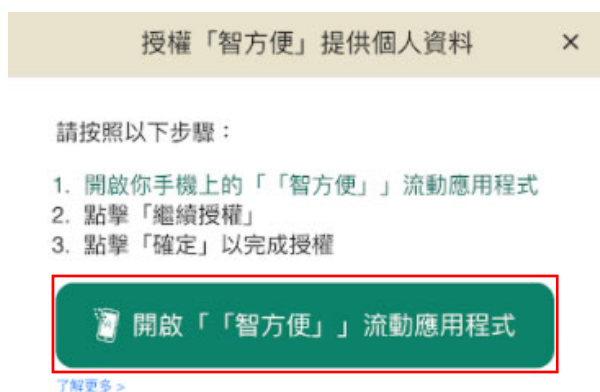 授權「智方便」提供個人資料 ×
請按照以下步驟：
1. 開啟你手機上的「「智方便」」流動應用程式
2. 點擊「繼續授權」
3. 點擊「確定」以完成授權
開啟「「智方便」」流動應用程式
了解更多 >